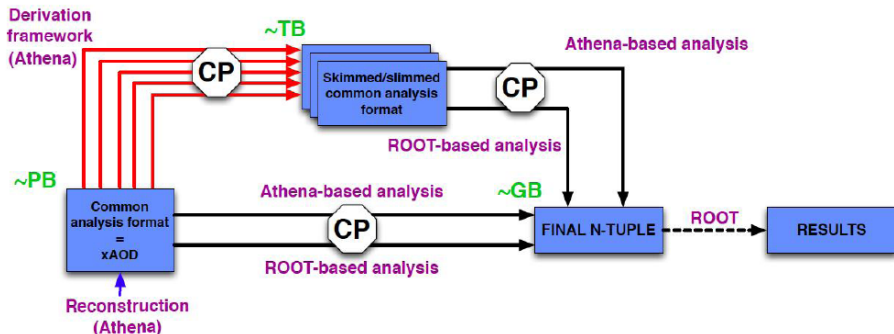 Derivation
framework
(Athena)
~TB
CP
Skimmed/slimmed
common analysis
format
CP
Athena-based analysis
ROOT-based analysis
~PB
Common
analysis format
=
xAOD
Athena-based analysis
CP
ROOT-based analysis
~GB
FINAL N-TUPLE
ROOT
RESULTS
Reconstruction
(Athena)